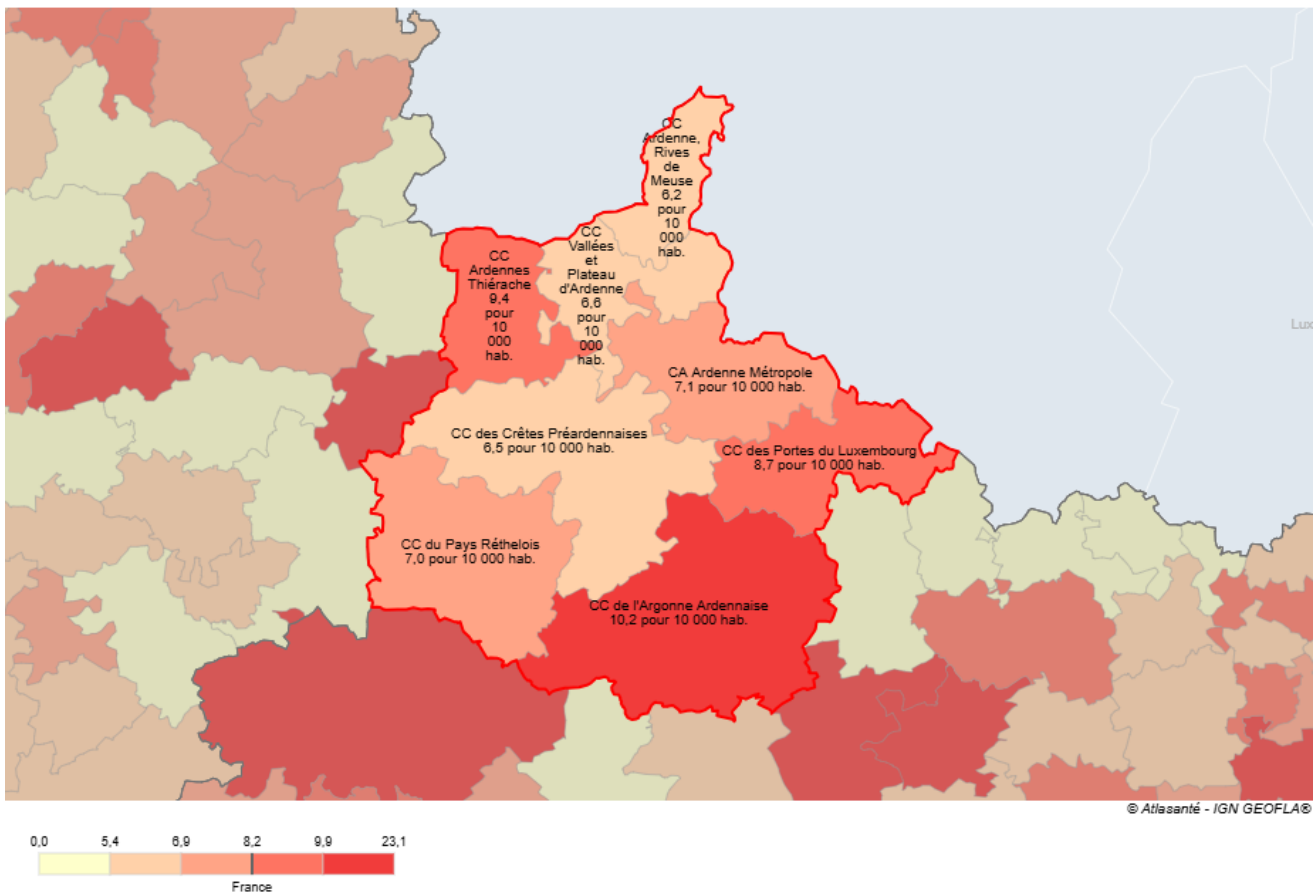 CC
Ardenne,
Rives
de
Meuse
6,2
pour
10
000
hab.
CC
Vallées
et
Plateau
d'Ardenne
6,6
pour
10
000
hab.
CC
Ardennes
Thiérache
9,4
pour
10
000
hab.
CA Ardenne Métropole
7,1 pour 10 000 hab.
CC des Crêtes Préardennaises
6,5 pour 10 000 hab.
CC des Portes du Luxembourg
8,7 pour 10 000 hab.
CC du Pays Réthelois
7,0 pour 10 000 hab.
CC de l'Argonne Ardennaise
10,2 pour 10 000 hab.
Lux
© Atlasanté - IGN GEOFLA®
0,0 5,4 6,9 8,2 9,9 23,1
France